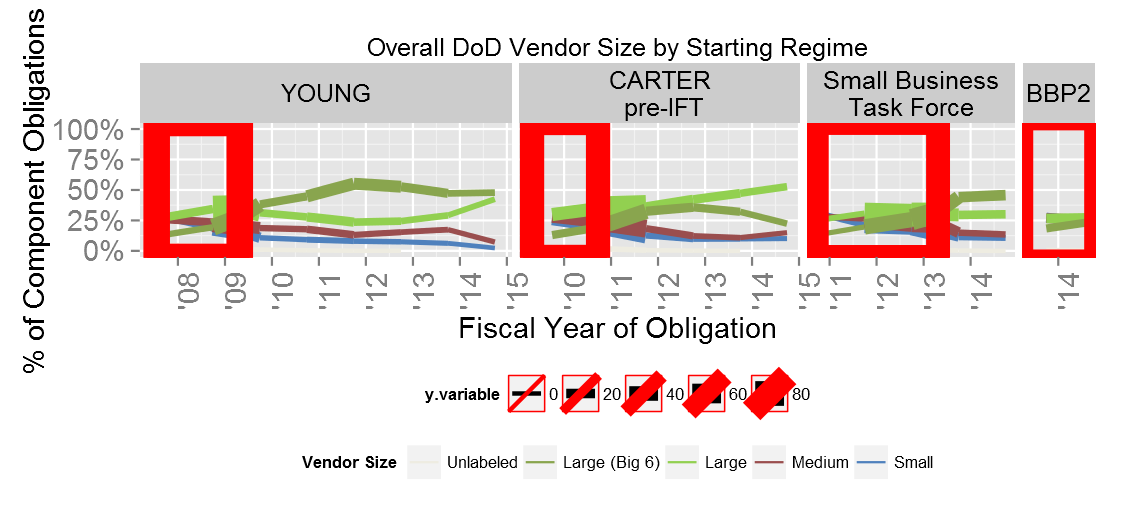 Overall DoD Vendor Size by Starting Regime
YOUNG
CARTER
pre-IFT
Small Business
Task Force
BBP2
% of Component Obligations
100%
75%
50%
25%
0%
'08 '09 '10 '11 '12 '13 '14 '15
'10 '11 '12 '13 '14 '15
'11 '12 '13 '14
'14
Fiscal Year of Obligation
y.variable 0 20 40 60 80
Vendor Size Unlabeled Large (Big 6) Large Medium Small